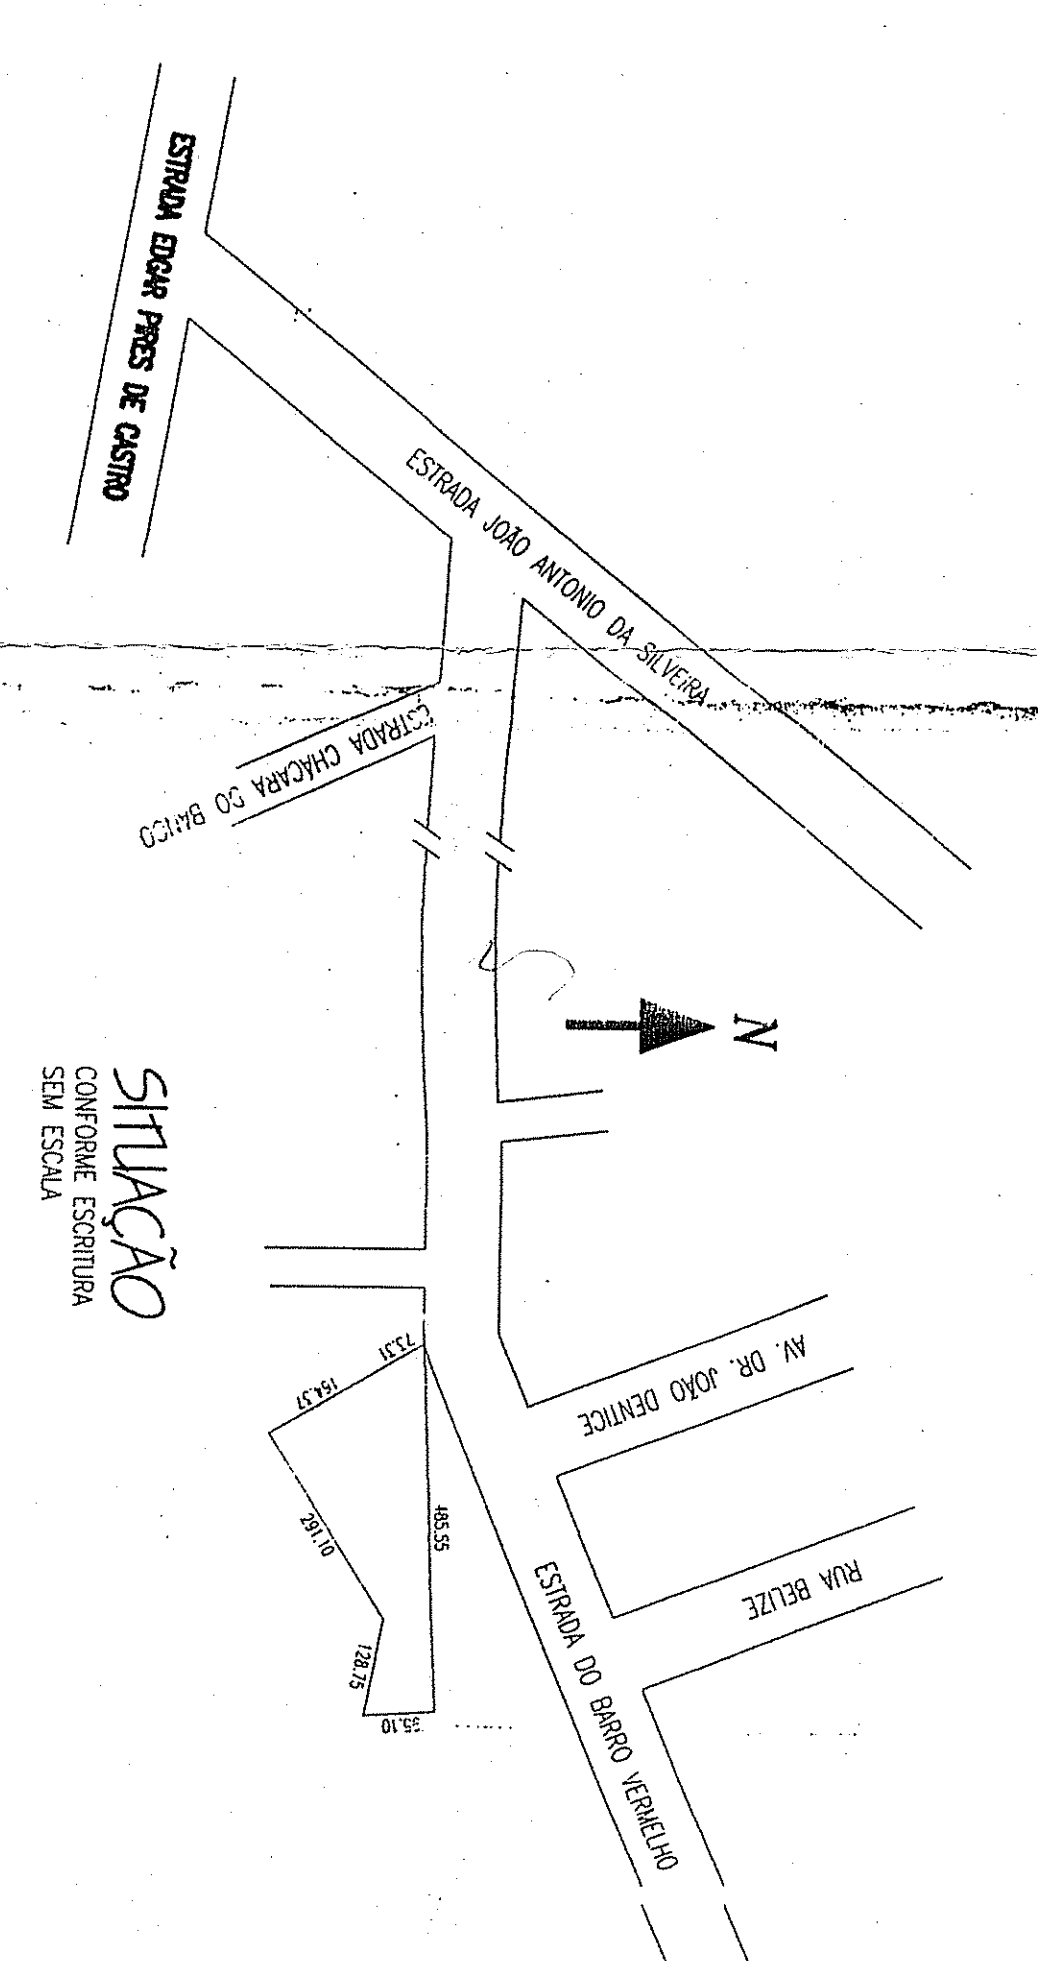 ESTRADA EDGAR PIRES DE CASTRO
ESTRADA JOÃO ANTONIO DA SILVEIRA
ESTRADA CHÁCARA DO BANCO
N
AV. DR. JOÃO DENTICE
RUA BELIZE
ESTRADA DO BARRO VERMELHO
73.31
164.37
291.10
128.75
485.55
SITUAÇÃO
CONFORME ESCRITURA
SEM ESCALA